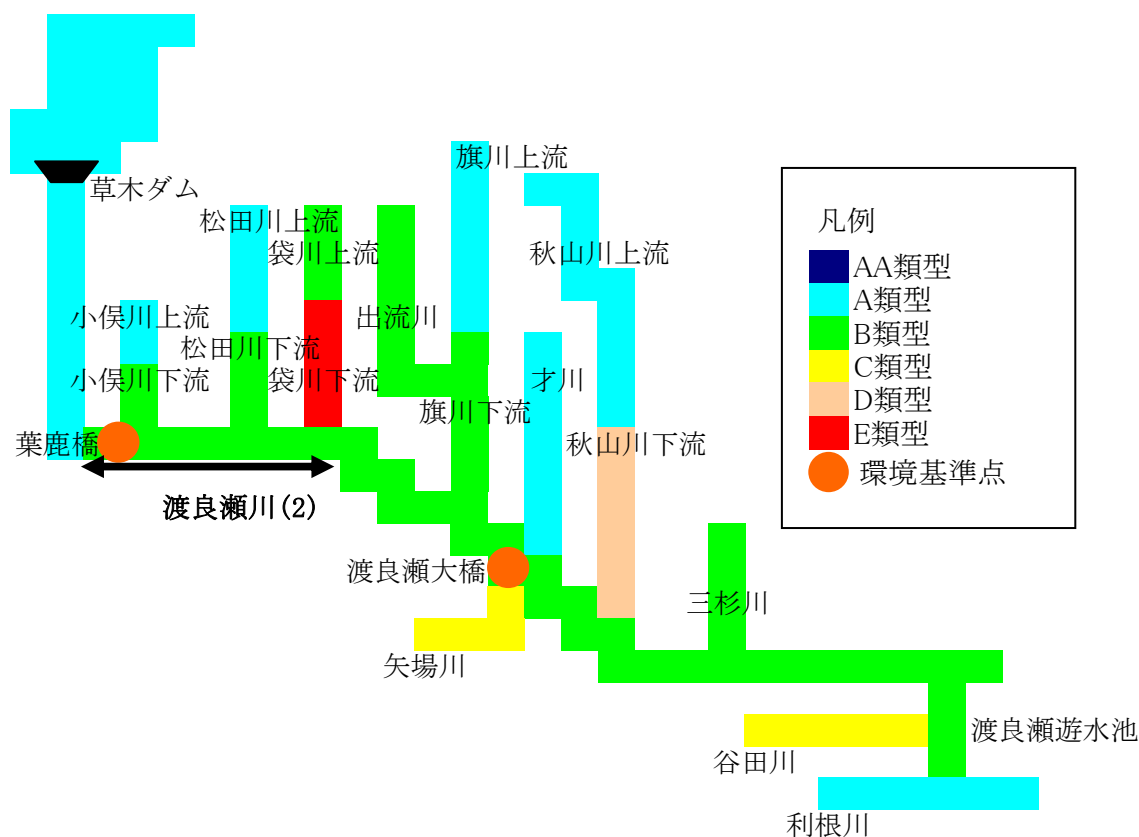 草木ダム
旗川上流
松田川上流
袋川上流
秋山川上流
小俣川上流
出流川
松田川下流
小俣川下流
袋川下流
才川
旗川下流
葉鹿橋
秋山川下流
渡良瀬川(2)
渡良瀬大橋
三杉川
矢場川
渡良瀬遊水池
谷田川
利根川
凡例
AA類型
A類型
B類型
C類型
D類型
E類型
環境基準点